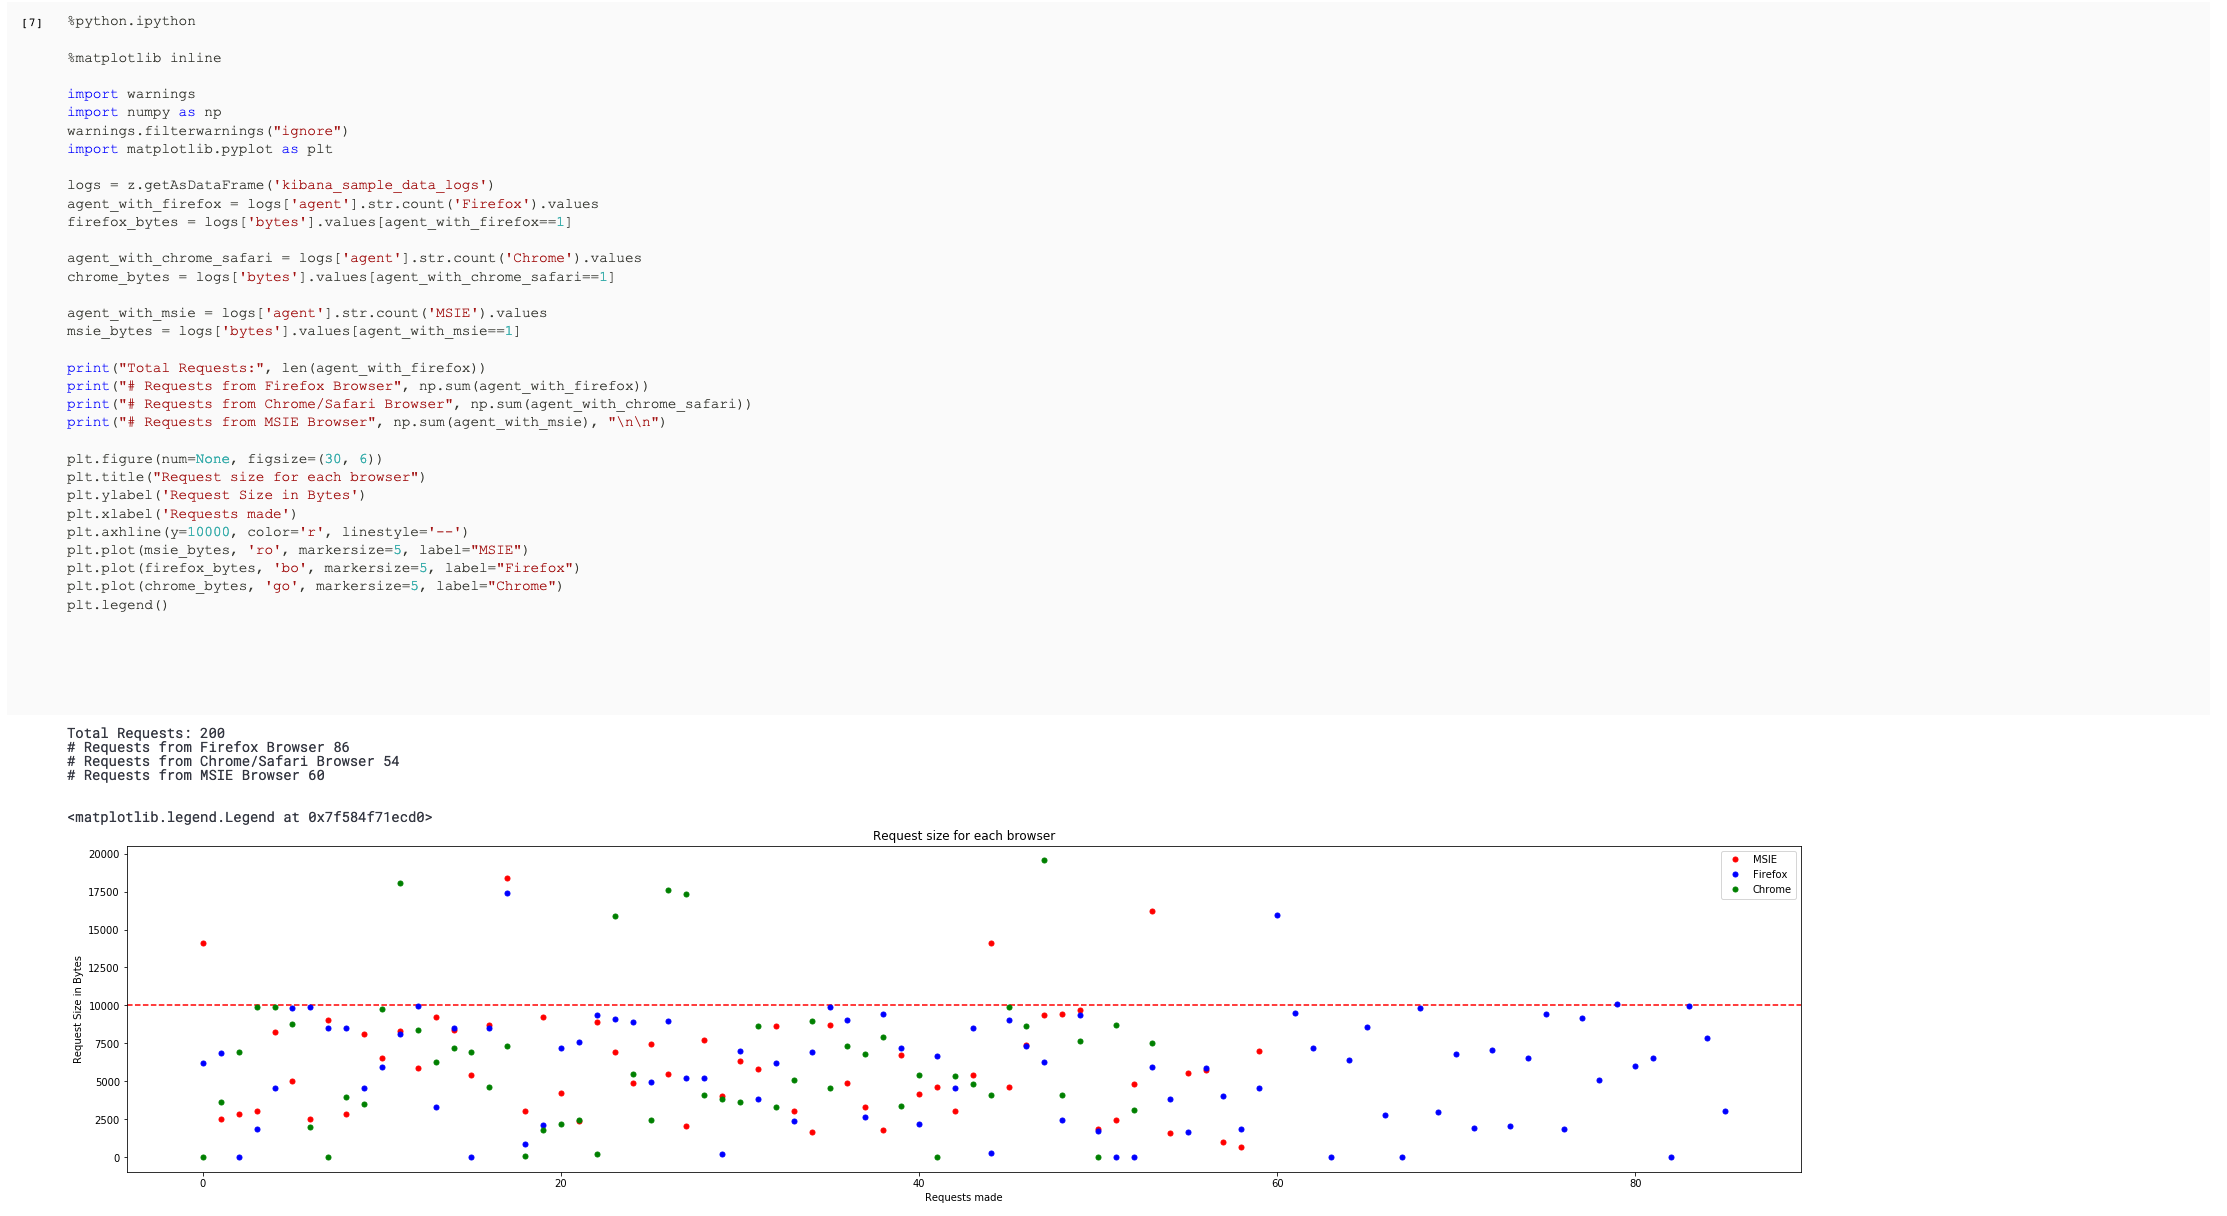 [7] %python.ipython
%matplotlib inline
import warnings
import numpy as np
warnings.filterwarnings("ignore")
import matplotlib.pyplot as plt
logs = z.getAsDataFrame('kibana_sample_data_logs')
agent_with_firefox = logs['agent'].str.count('Firefox').values
firefox_bytes = logs['bytes'].values[agent_with_firefox==1]
agent_with_chrome_safari = logs['agent'].str.count('Chrome').values
chrome_bytes = logs['bytes'].values[agent_with_chrome_safari==1]
agent_with_msie = logs['agent'].str.count('MSIE').values
msie_bytes = logs['bytes'].values[agent_with_msie==1]
print("Total Requests:", len(agent_with_firefox))
print("# Requests from Firefox Browser", np.sum(agent_with_firefox))
print("# Requests from Chrome/Safari Browser", np.sum(agent_with_chrome_safari))
print("# Requests from MSIE Browser", np.sum(agent_with_msie), "\n\n")
plt.figure(num=None, figsize=(30, 6))
plt.title("Request size for each browser")
plt.ylabel('Request Size in Bytes')
plt.xlabel('Requests made')
plt.axhline(y=10000, color='r', linestyle='--')
plt.plot(msie_bytes, 'ro', markersize=5, label="MSIE")
plt.plot(firefox_bytes, 'bo', markersize=5, label="Firefox")
plt.plot(chrome_bytes, 'go', markersize=5, label="Chrome")
plt.legend()
Total Requests: 200
# Requests from Firefox Browser 86
# Requests from Chrome/Safari Browser 54
# Requests from MSIE Browser 60
<matplotlib.legend.Legend at 0x7f584f71ecd0>
Request size for each browser
Request Size in Bytes
20000
17500
15000
12500
10000
7500
5000
2500
0
MSIE
Firefox
Chrome
0 20 40 60 80
Requests made